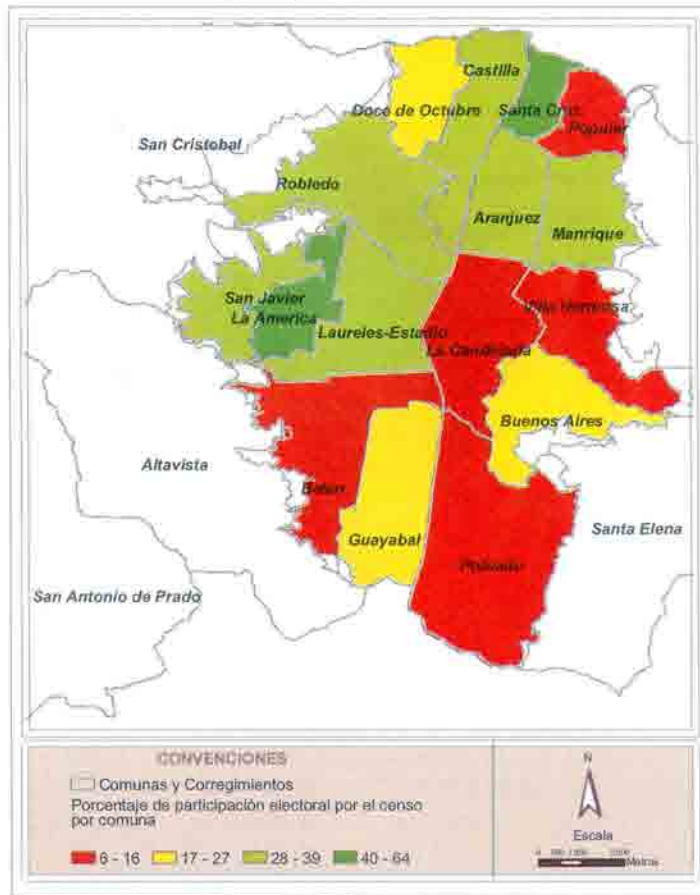 Castilla
Doce de Octubre
Santa Cruz
Popular
San Cristobal
Robledo
Aranjuez
Manrique
San Javier
La America
Laureles-Estadio
La Candelaria
Villa Hermosa
Buenos Aires
Altavista
Belen
Guayabal
Poblado
Santa Elena
San Antonio de Prado
CONVENCIONES
Comunas y Corregimientos
Porcentaje de participación electoral por el censo
por comuna
6 - 16
17 - 27
28 - 39
40 - 64
N
Escala
Metros